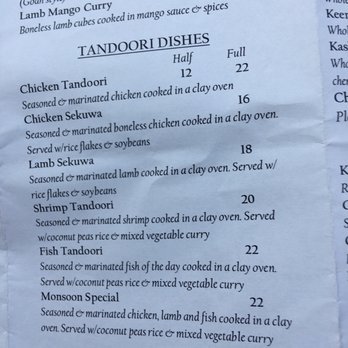 (Goan style)
Lamb Mango Curry
Boneless lamb cubes cooked in mango sauce & spices
TANDOORI DISHES
Half Full
Chicken Tandoori 12 22
Seasoned & marinated chicken cooked in a clay oven
Chicken Sekuwa 16
Seasoned & marinated boneless chicken cooked in a clay oven.
Served w/rice flakes & soybeans
Lamb Sekuwa 18
Seasoned & marinated lamb cooked in a clay oven. Served w/
rice flakes & soybeans
Shrimp Tandoori 20
Seasoned & marinated shrimp cooked in a clay oven. Served
w/coconut peas rice & mixed vegetable curry
Fish Tandoori 22
Seasoned & marinated fish of the day cooked in a clay oven.
Served w/coconut peas rice & mixed vegetable curry
Monsoon Special 22
Seasoned & marinated chicken, lamb and fish cooked in a clay
oven. Served w/coconut peas rice & mixed vegetable curry